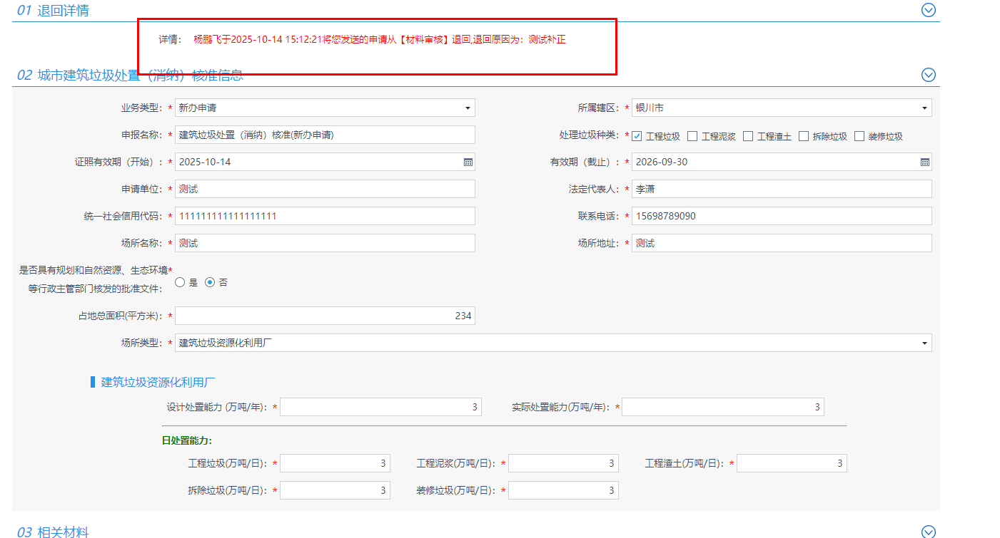 01 退回详情
详情： 杨鹏飞于2025-10-14 15:12:21将您发送的申请从【材料审核】退回,退回原因为：测试补正
02 城市建筑垃圾处置（消纳）核准信息
业务类型：* 新办申请 所属辖区：* 银川市
申报名称：* 建筑垃圾处置（消纳）核准(新办申请) 处理垃圾种类：* 工程垃圾 工程泥浆 工程渣土 拆除垃圾 装修垃圾
证照有效期（开始）：* 2025-10-14 有效期（截止）：* 2026-09-30
申请单位：* 测试 法定代表人：* 李潇
统一社会信用代码：* 111111111111111111 联系电话：* 15698789090
场所名称：* 测试 场所地址：* 测试
是否具有规划和自然资源、生态环境*
等行政主管部门核发的批准文件： 是 否
占地总面积(平方米)：* 234
场所类型：* 建筑垃圾资源化利用厂
建筑垃圾资源化利用厂
设计处置能力 (万吨/年)：* 3 实际处置能力(万吨/年)：* 3
日处置能力：
工程垃圾(万吨/日)：* 3 工程泥浆(万吨/日)：* 3 工程渣土(万吨/日)：* 3
拆除垃圾(万吨/日)：* 3 装修垃圾(万吨/日)：* 3
03 相关材料